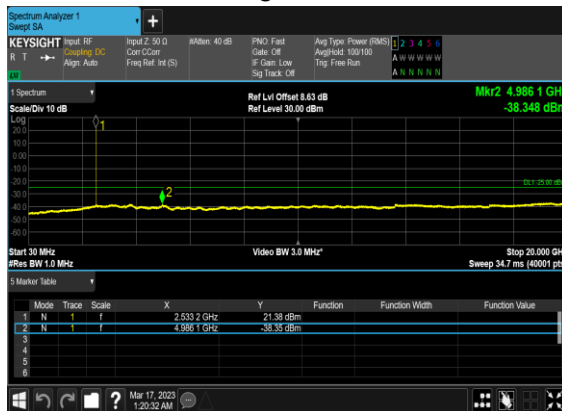 Spectrum Analyzer 1
Swept SA
KEYSIGHT Input: RF Input Z: 50 Ω #Atten: 40 dB PNO: Fast Avg Type: Power (RMS) 1 2 3 4 5 6
R T Coupling: DC Corr CCorr Gate: Off Avg|Hold: 100/100 A W W W W W
Align: Auto Freq Ref: Int (S) IF Gain: Low Trig: Free Run
Sig Track: Off A N N N N N
1 Spectrum Ref Lvl Offset 8.63 dB Mkr2 4.986 1 GH
Scale/Div 10 dB Ref Level 30.00 dBm -38.348 dBr
Log
1
20.0
10.0
0.00
-10.0
-20.0 DL1 -25.00 dB
-30.0 2
-40.0
-50.0
-60.0
Start 30 MHz Video BW 3.0 MHz* Stop 20.000 GH
#Res BW 1.0 MHz Sweep 34.7 ms (40001 pts
5 Marker Table
Mode Trace Scale X Y Function Function Width Function Value
1 N 1 f 2.533 2 GHz 21.38 dBm
2 N 1 f 4.986 1 GHz -38.35 dBm
3
4
5
6
? Mar 17, 2023
1:20:32 AM